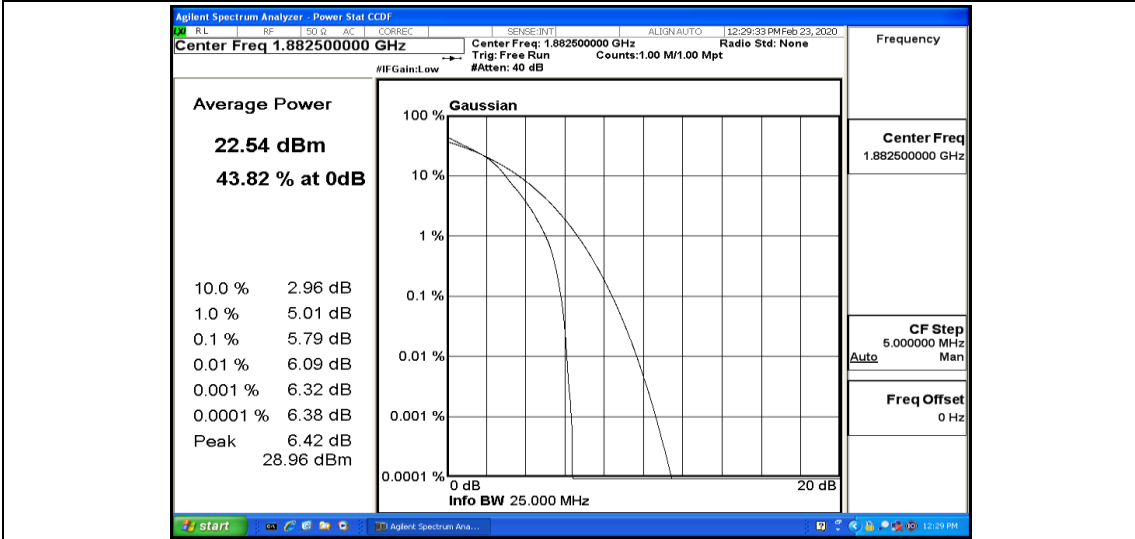 Agilent Spectrum Analyzer - Power Stat CCDF
RL RF 50 Ω AC CORREC SENSE:INT ALIGN AUTO 12:29:33 PM Feb 23, 2020
Center Freq 1.882500000 GHz
Center Freq: 1.882500000 GHz Radio Std: None
Trig: Free Run Counts:1.00 M/1.00 Mpt
#IFGain:Low #Atten: 40 dB
Average Power
22.54 dBm
43.82 % at 0dB
10.0 % 2.96 dB
1.0 % 5.01 dB
0.1 % 5.79 dB
0.01 % 6.09 dB
0.001 % 6.32 dB
0.0001 % 6.38 dB
Peak 6.42 dB
28.96 dBm
Gaussian
100 %
10 %
1 %
0.1 %
0.01 %
0.001 %
0.0001 %
0 dB 20 dB
Info BW 25.000 MHz
Frequency
Center Freq
1.882500000 GHz
CF Step
5.000000 MHz
Auto Man
Freq Offset
0 Hz
start Agilent Spectrum Ana... 12:29 PM